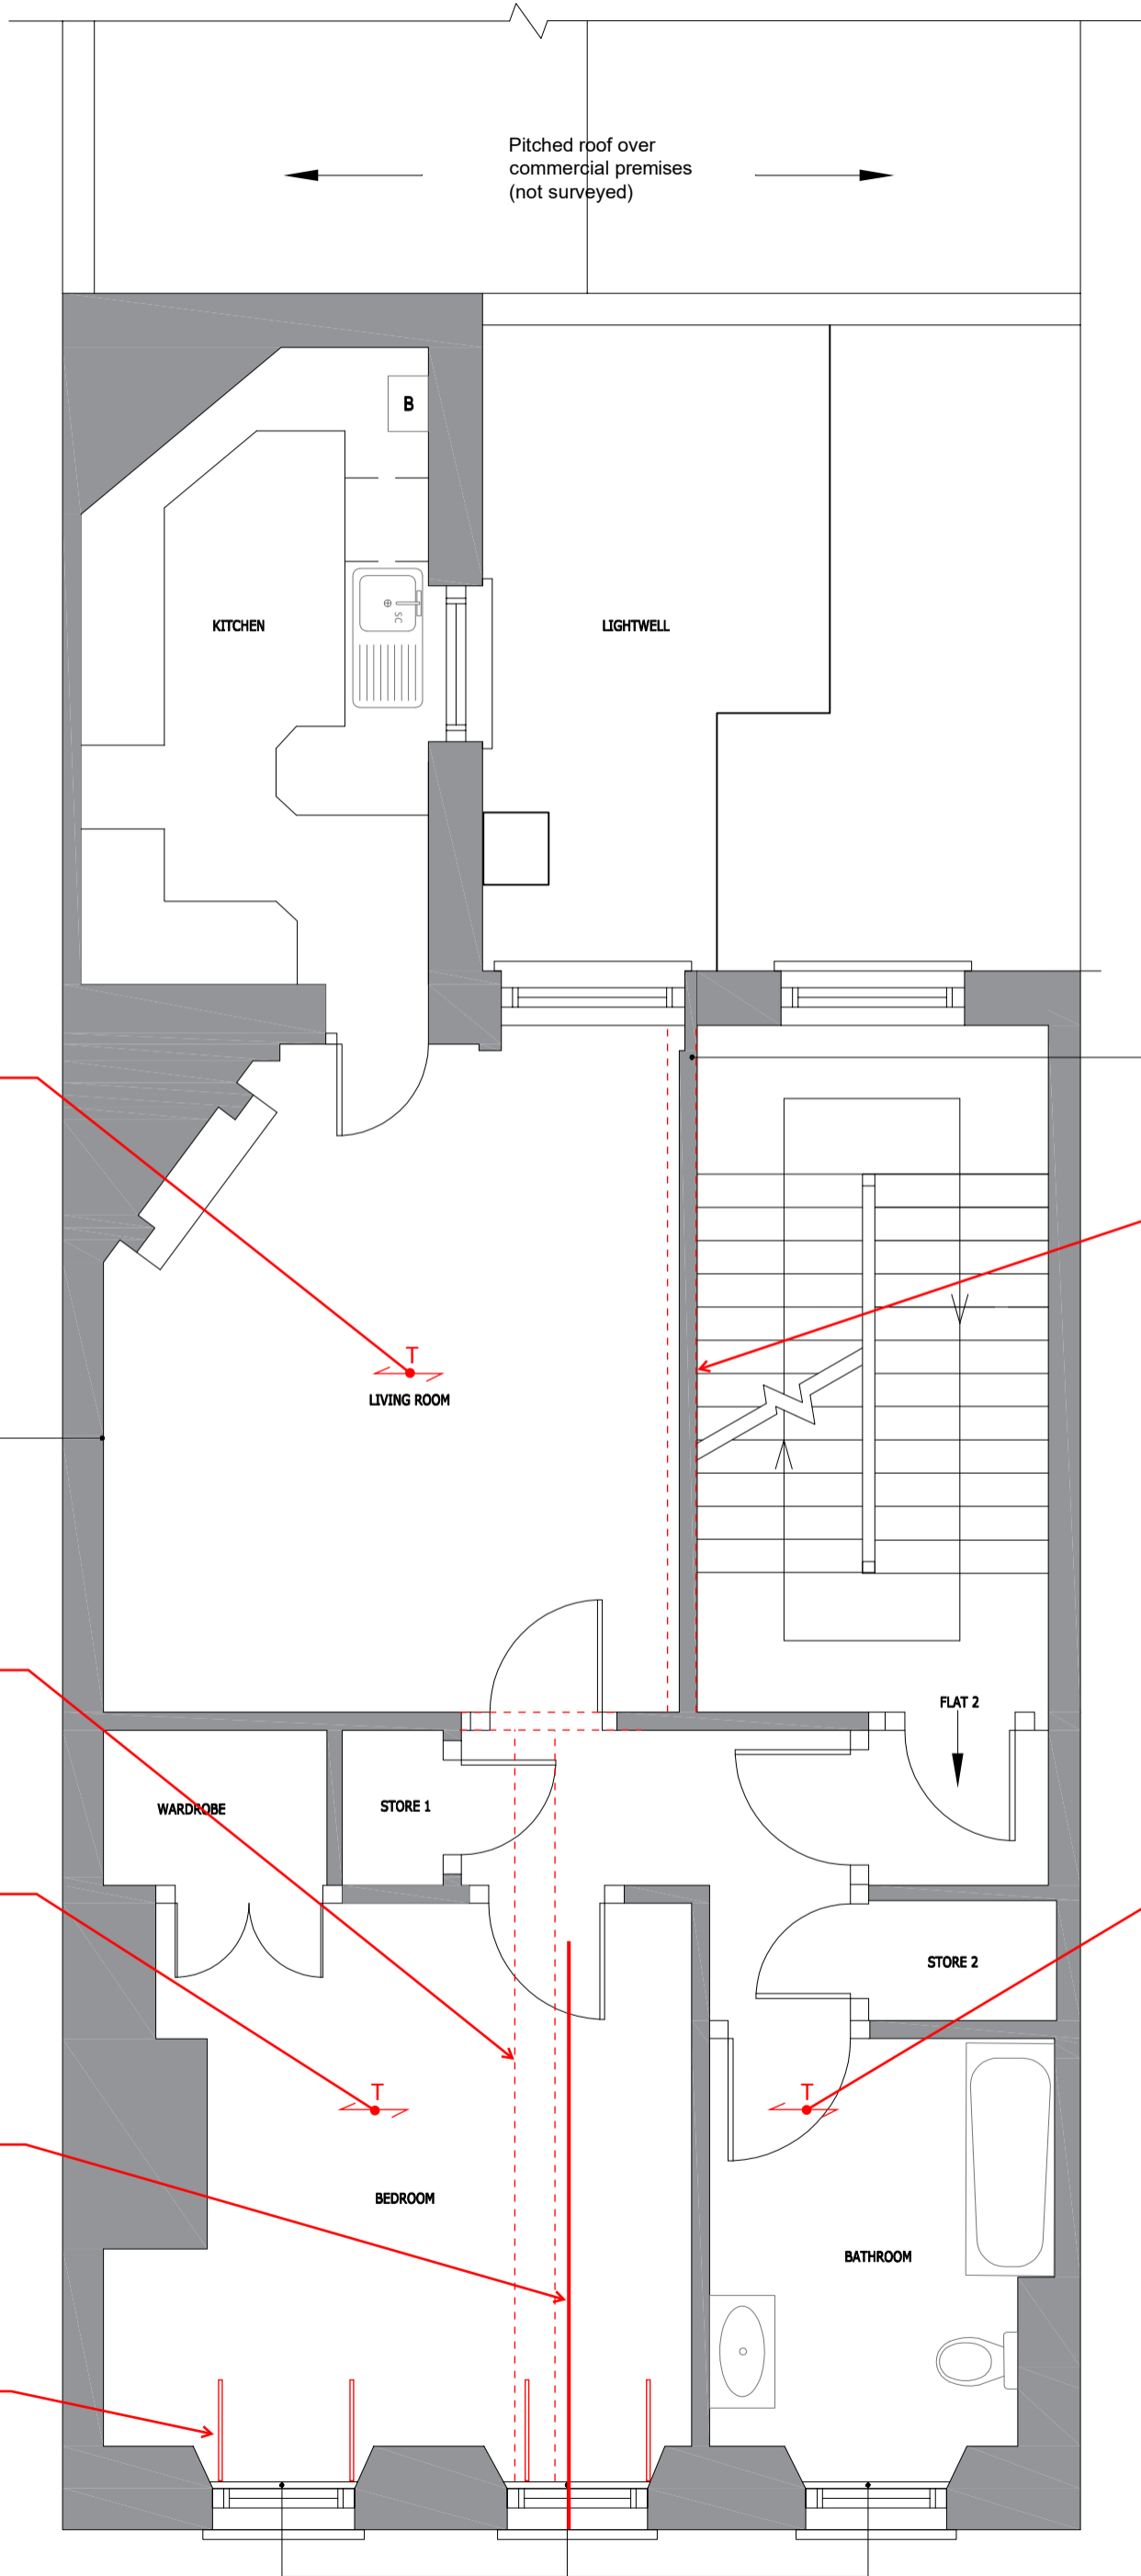 Pitched roof over
commercial premises
(not surveyed)
B
SC
KITCHEN
LIGHTWELL
T
LIVING ROOM
FLAT 2
WARDROBE
STORE 1
STORE 2
T
T
BEDROOM
BATHROOM